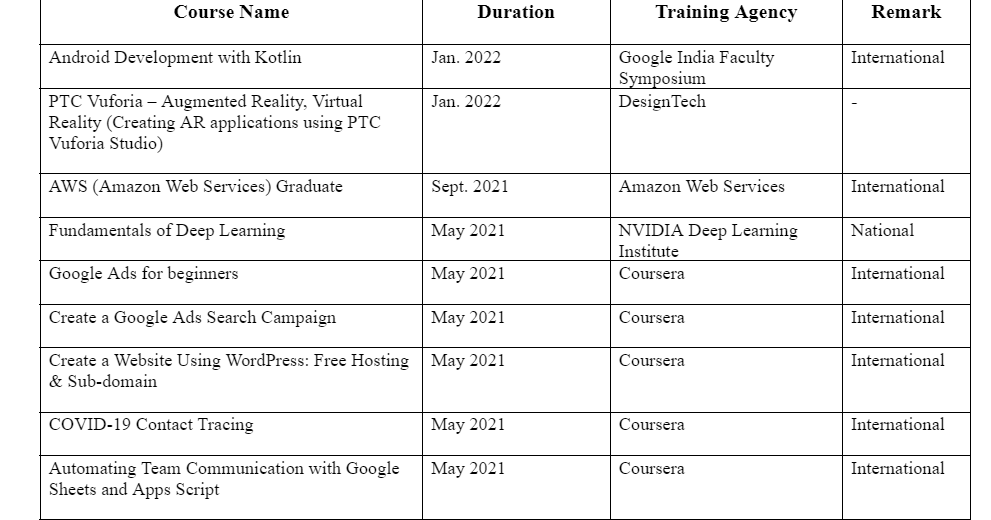 Course Name Duration Training Agency Remark
Android Development with Kotlin Jan. 2022 Google India Faculty International
Symposium
PTC Vuforia – Augmented Reality, Virtual Jan. 2022 DesignTech -
Reality (Creating AR applications using PTC
Vuforia Studio)
AWS (Amazon Web Services) Graduate Sept. 2021 Amazon Web Services International
Fundamentals of Deep Learning May 2021 NVIDIA Deep Learning National
Institute
Google Ads for beginners May 2021 Coursera International
Create a Google Ads Search Campaign May 2021 Coursera International
Create a Website Using WordPress: Free Hosting May 2021 Coursera International
& Sub-domain
COVID-19 Contact Tracing May 2021 Coursera International
Automating Team Communication with Google May 2021 Coursera International
Sheets and Apps Script